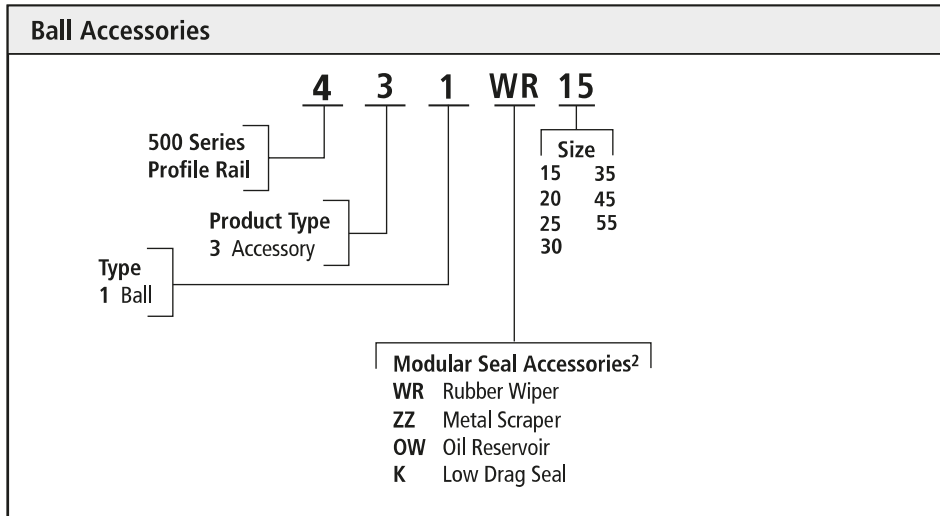 Ball Accessories
4 3 1 WR 15
500 Series
Profile Rail
Product Type
3 Accessory
Type
1 Ball
Size
15 35
20 45
25 55
30
Modular Seal Accessories²
WR Rubber Wiper
ZZ Metal Scraper
OW Oil Reservoir
K Low Drag Seal